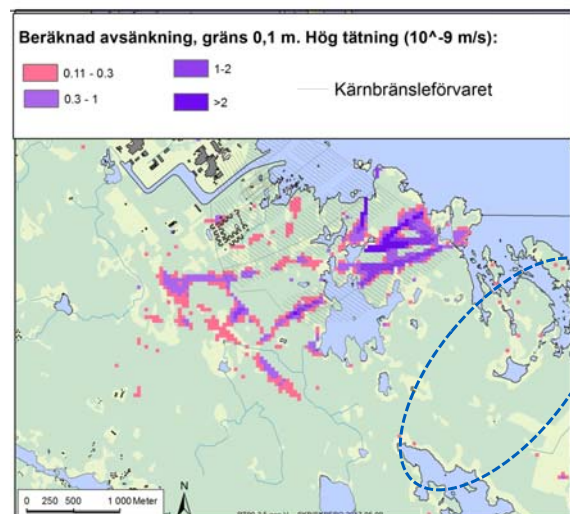 Beräknad avsänkning, gräns 0,1 m. Hög tätning (10^-9 m/s):
0.11 - 0.3
1-2
0.3 - 1
>2
Kärnbränsleförvaret
N
0 250 500 1 000 Meter